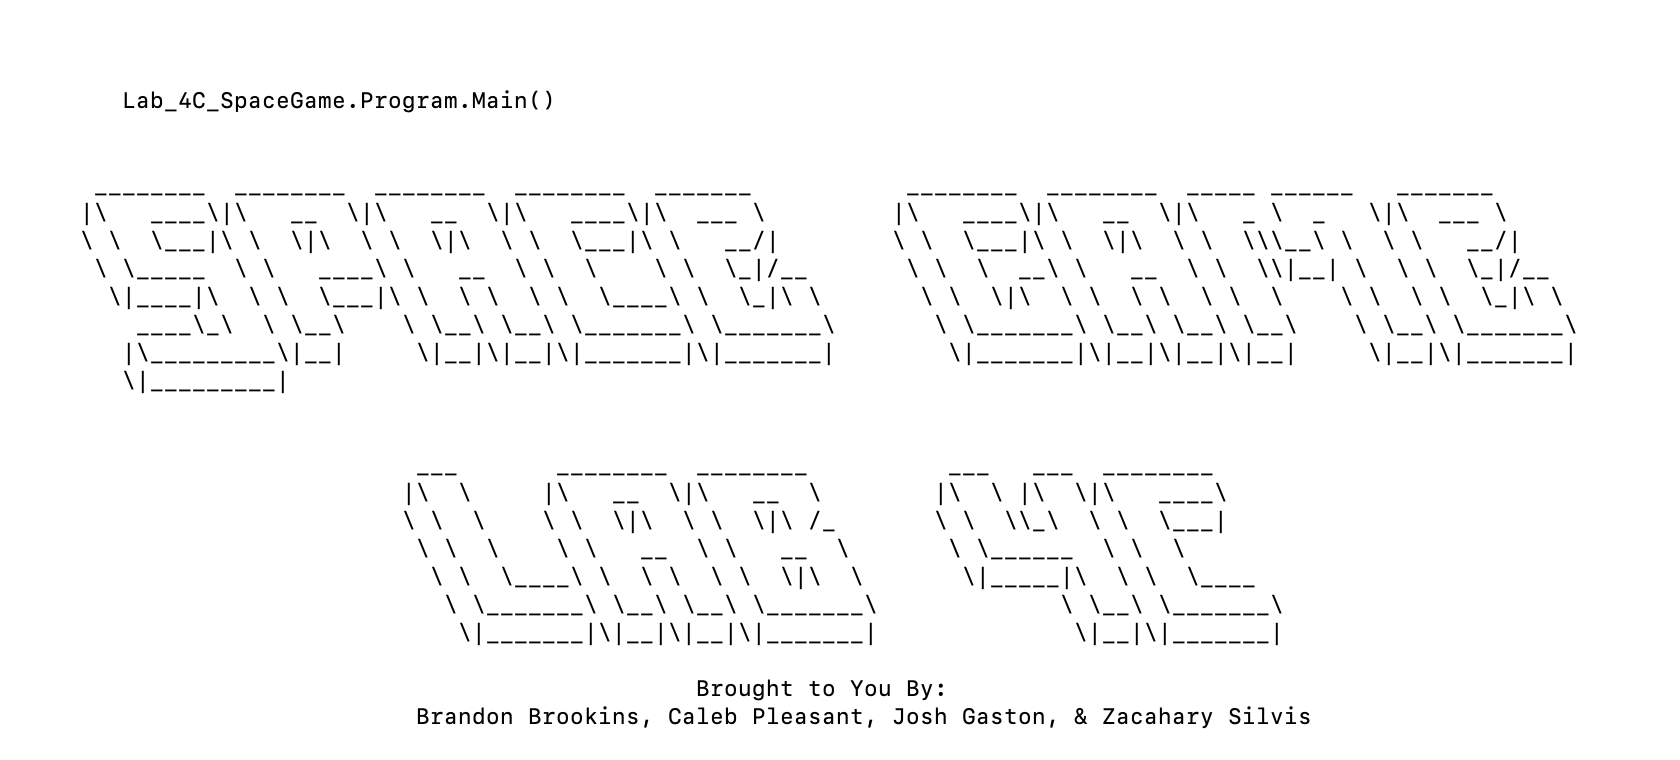 Lab_4C_SpaceGame.Program.Main()
SPACE GAME
LAB 4C
Brought to You By:
Brandon Brookins, Caleb Pleasant, Josh Gaston, & Zacahary Silvis